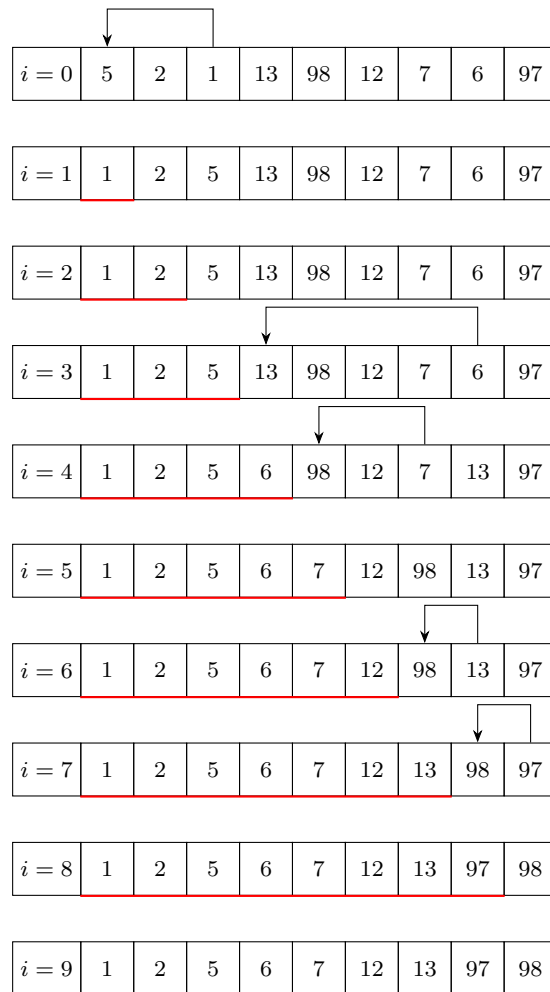 i = 0 5 2 1 13 98 12 7 6 97
i = 1 1 2 5 13 98 12 7 6 97
i = 2 1 2 5 13 98 12 7 6 97
i = 3 1 2 5 13 98 12 7 6 97
i = 4 1 2 5 6 98 12 7 13 97
i = 5 1 2 5 6 7 12 98 13 97
i = 6 1 2 5 6 7 12 98 13 97
i = 7 1 2 5 6 7 12 13 98 97
i = 8 1 2 5 6 7 12 13 97 98
i = 9 1 2 5 6 7 12 13 97 98